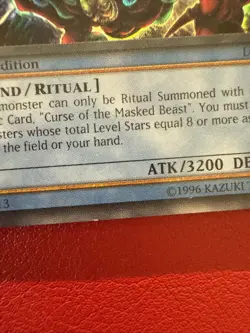 dition
ND / RITUAL ]
monster can only be Ritual Summoned with
c Card, "Curse of the Masked Beast". You must
sters whose total Level Stars equal 8 or more as
the field or your hand.
ATK/3200 DE
©1996 KAZUKI
3